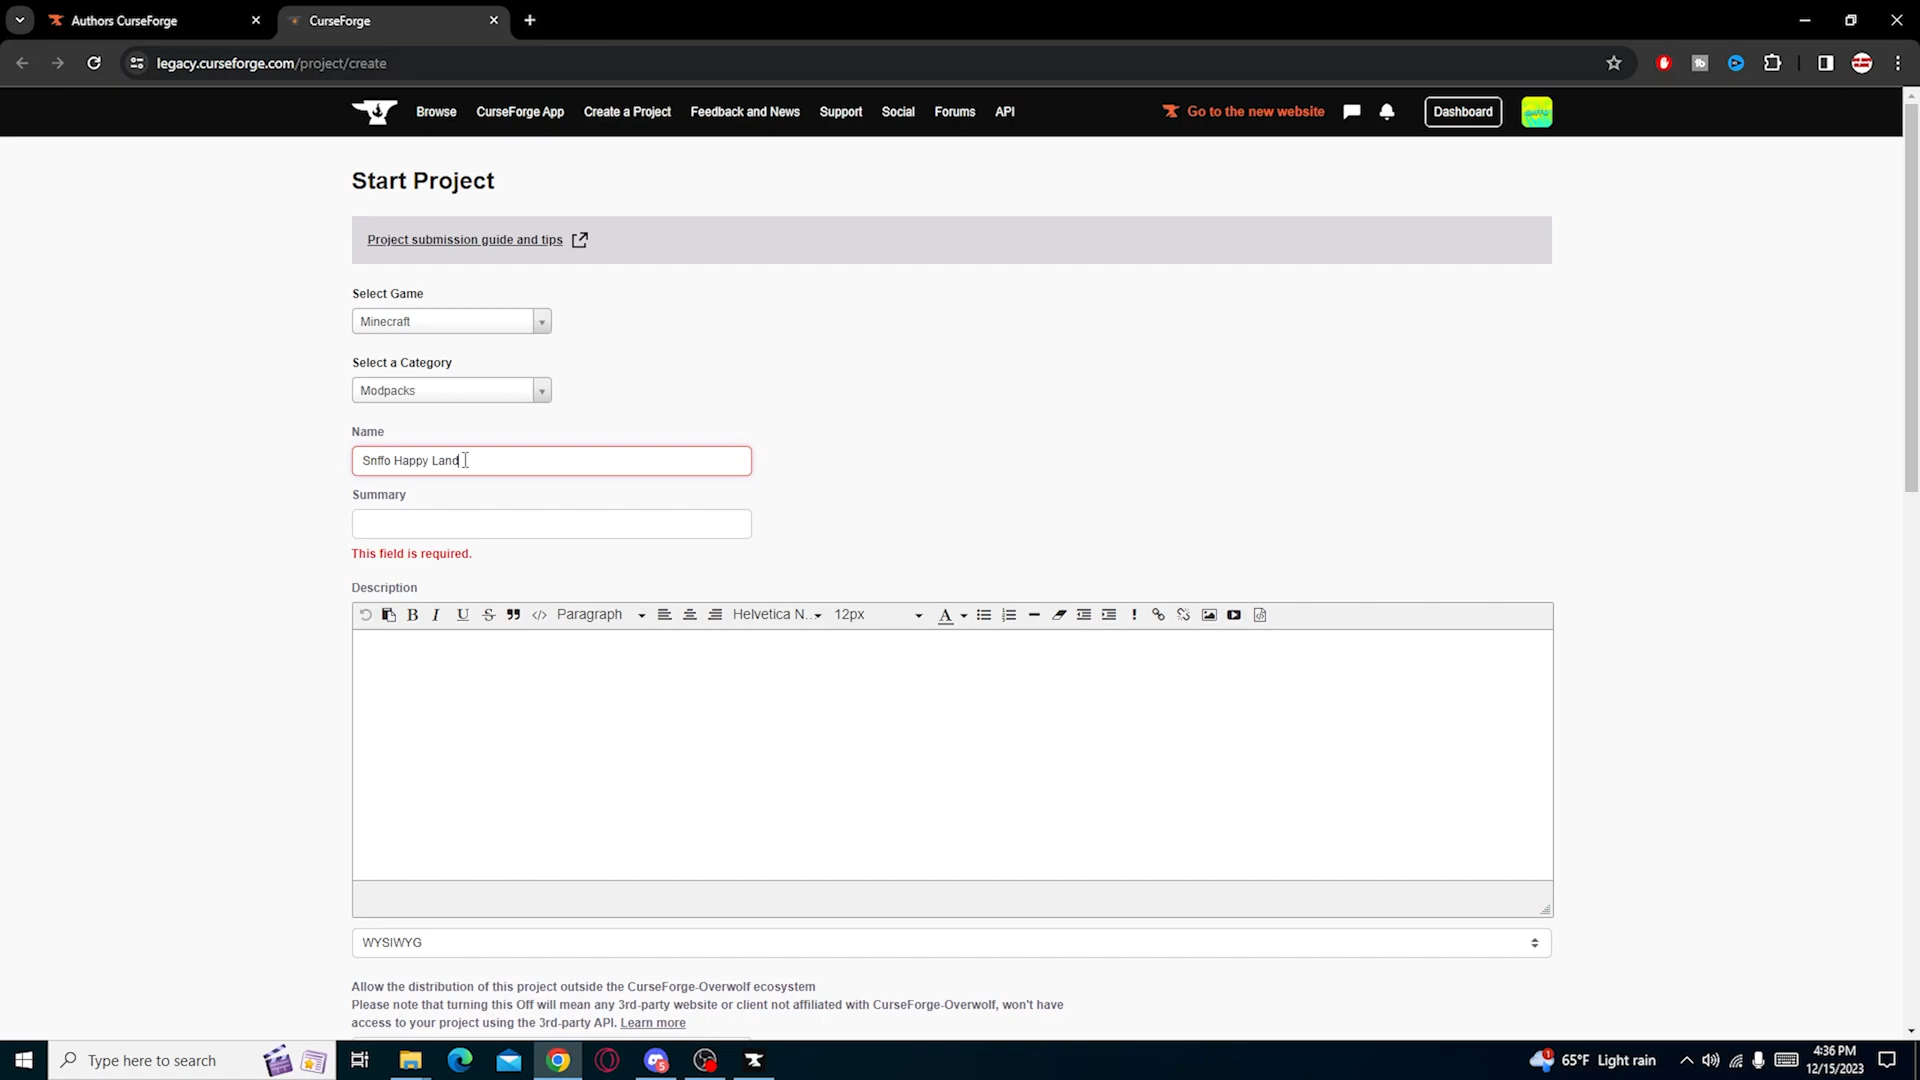 Authors CurseForge
CurseForge
legacy.curseforge.com/project/create
Browse CurseForge App Create a Project Feedback and News Support Social Forums API Go to the new website Dashboard
Start Project
Project submission guide and tips
Select Game
Minecraft
Select a Category
Modpacks
Name
Snffo Happy Land
Summary
This field is required.
Description
B I U S Paragraph Helvetica N... 12px A
WYSIWYG
Allow the distribution of this project outside the CurseForge-Overwolf ecosystem
Please note that turning this Off will mean any 3rd-party website or client not affiliated with CurseForge-Overwolf, won't have
access to your project using the 3rd-party API. Learn more
Type here to search
65°F Light rain
4:36 PM
12/15/2023